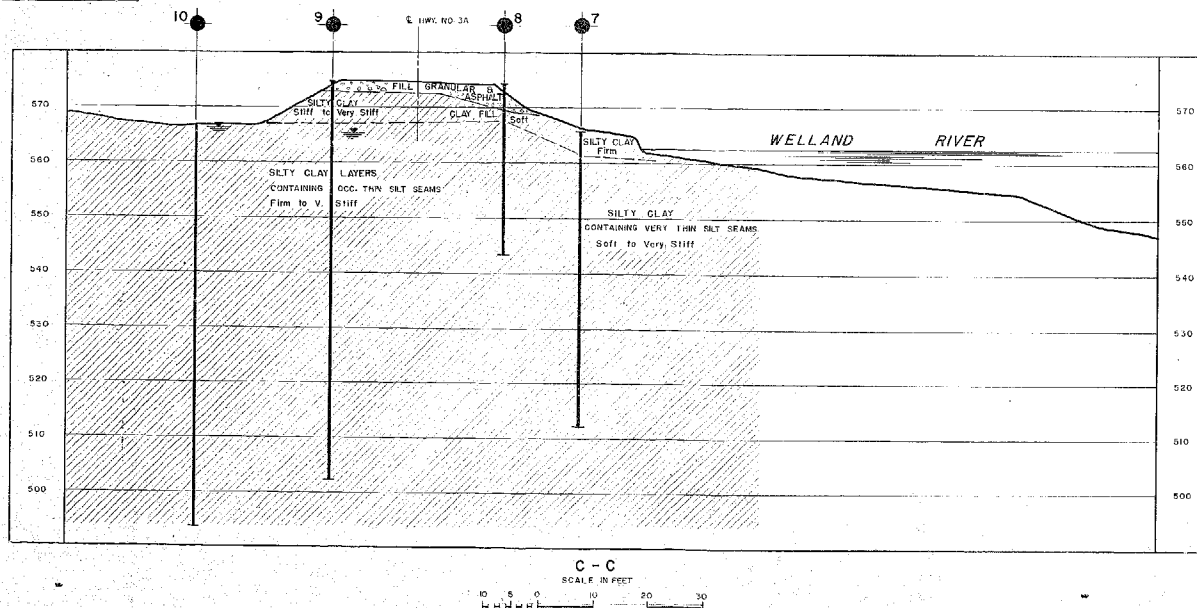 10 9 ℄ HWY. NO. 3A 8 7
FILL GRANULAR &
ASPHALT
SILTY CLAY
Stiff to Very Stiff
CLAY FILL
Soft
SILTY CLAY
Firm
WELLAND RIVER
SILTY CLAY LAYERS
CONTAINING OCC. THIN SILT SEAMS
Firm to V. Stiff
SILTY CLAY
CONTAINING VERY THIN SILT SEAMS
Soft to Very Stiff
570 570
560 560
550 550
540 540
530 530
520 520
510 510
500 500
C - C
SCALE IN FEET
10 5 0 10 20 30